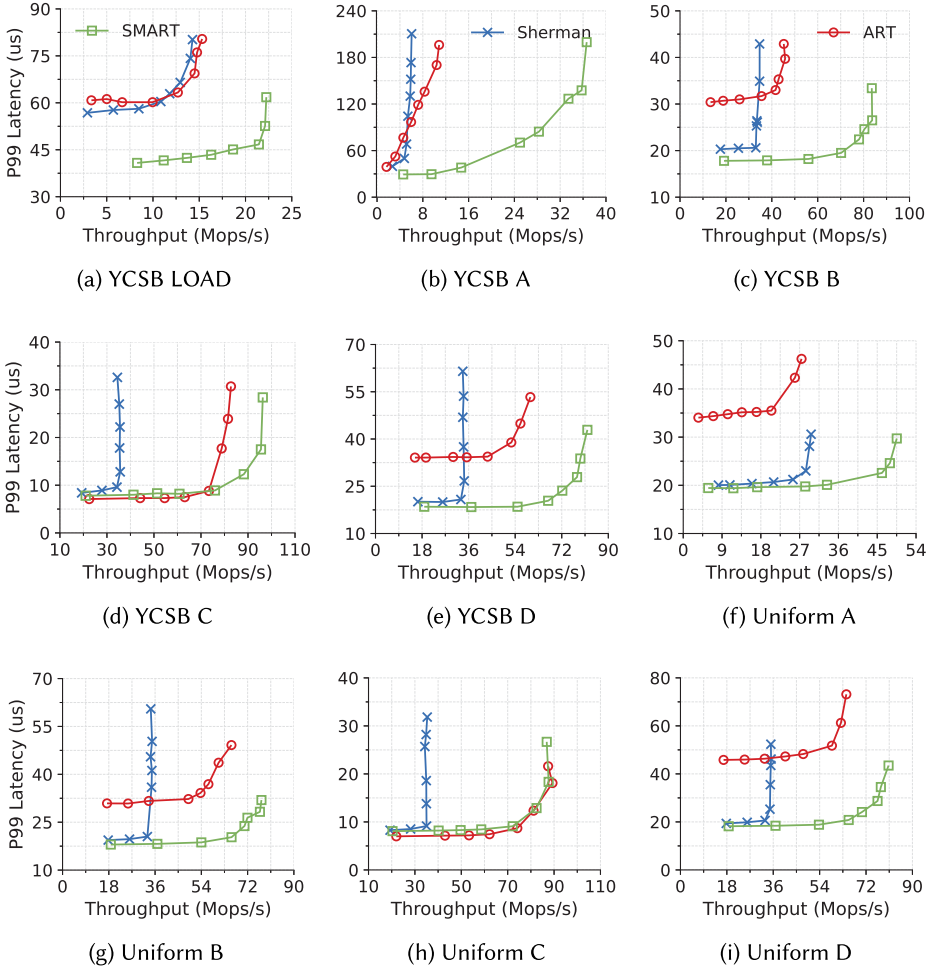 90
75
60
45
30
P99 Latency (us)
SMART
0 5 10 15 20 25
Throughput (Mops/s)
(a) YCSB LOAD
240
180
120
60
0
Sherman
0 8 16 24 32 40
Throughput (Mops/s)
(b) YCSB A
50
40
30
20
10
ART
0 20 40 60 80 100
Throughput (Mops/s)
(c) YCSB B
40
30
20
10
0
P99 Latency (us)
10 30 50 70 90 110
Throughput (Mops/s)
(d) YCSB C
70
55
40
25
10
0 18 36 54 72 90
Throughput (Mops/s)
(e) YCSB D
50
40
30
20
10
0 9 18 27 36 45 54
Throughput (Mops/s)
(f) Uniform A
70
55
40
25
10
P99 Latency (us)
0 18 36 54 72 90
Throughput (Mops/s)
(g) Uniform B
40
30
20
10
0
10 30 50 70 90 110
Throughput (Mops/s)
(h) Uniform C
80
60
40
20
0
0 18 36 54 72 90
Throughput (Mops/s)
(i) Uniform D